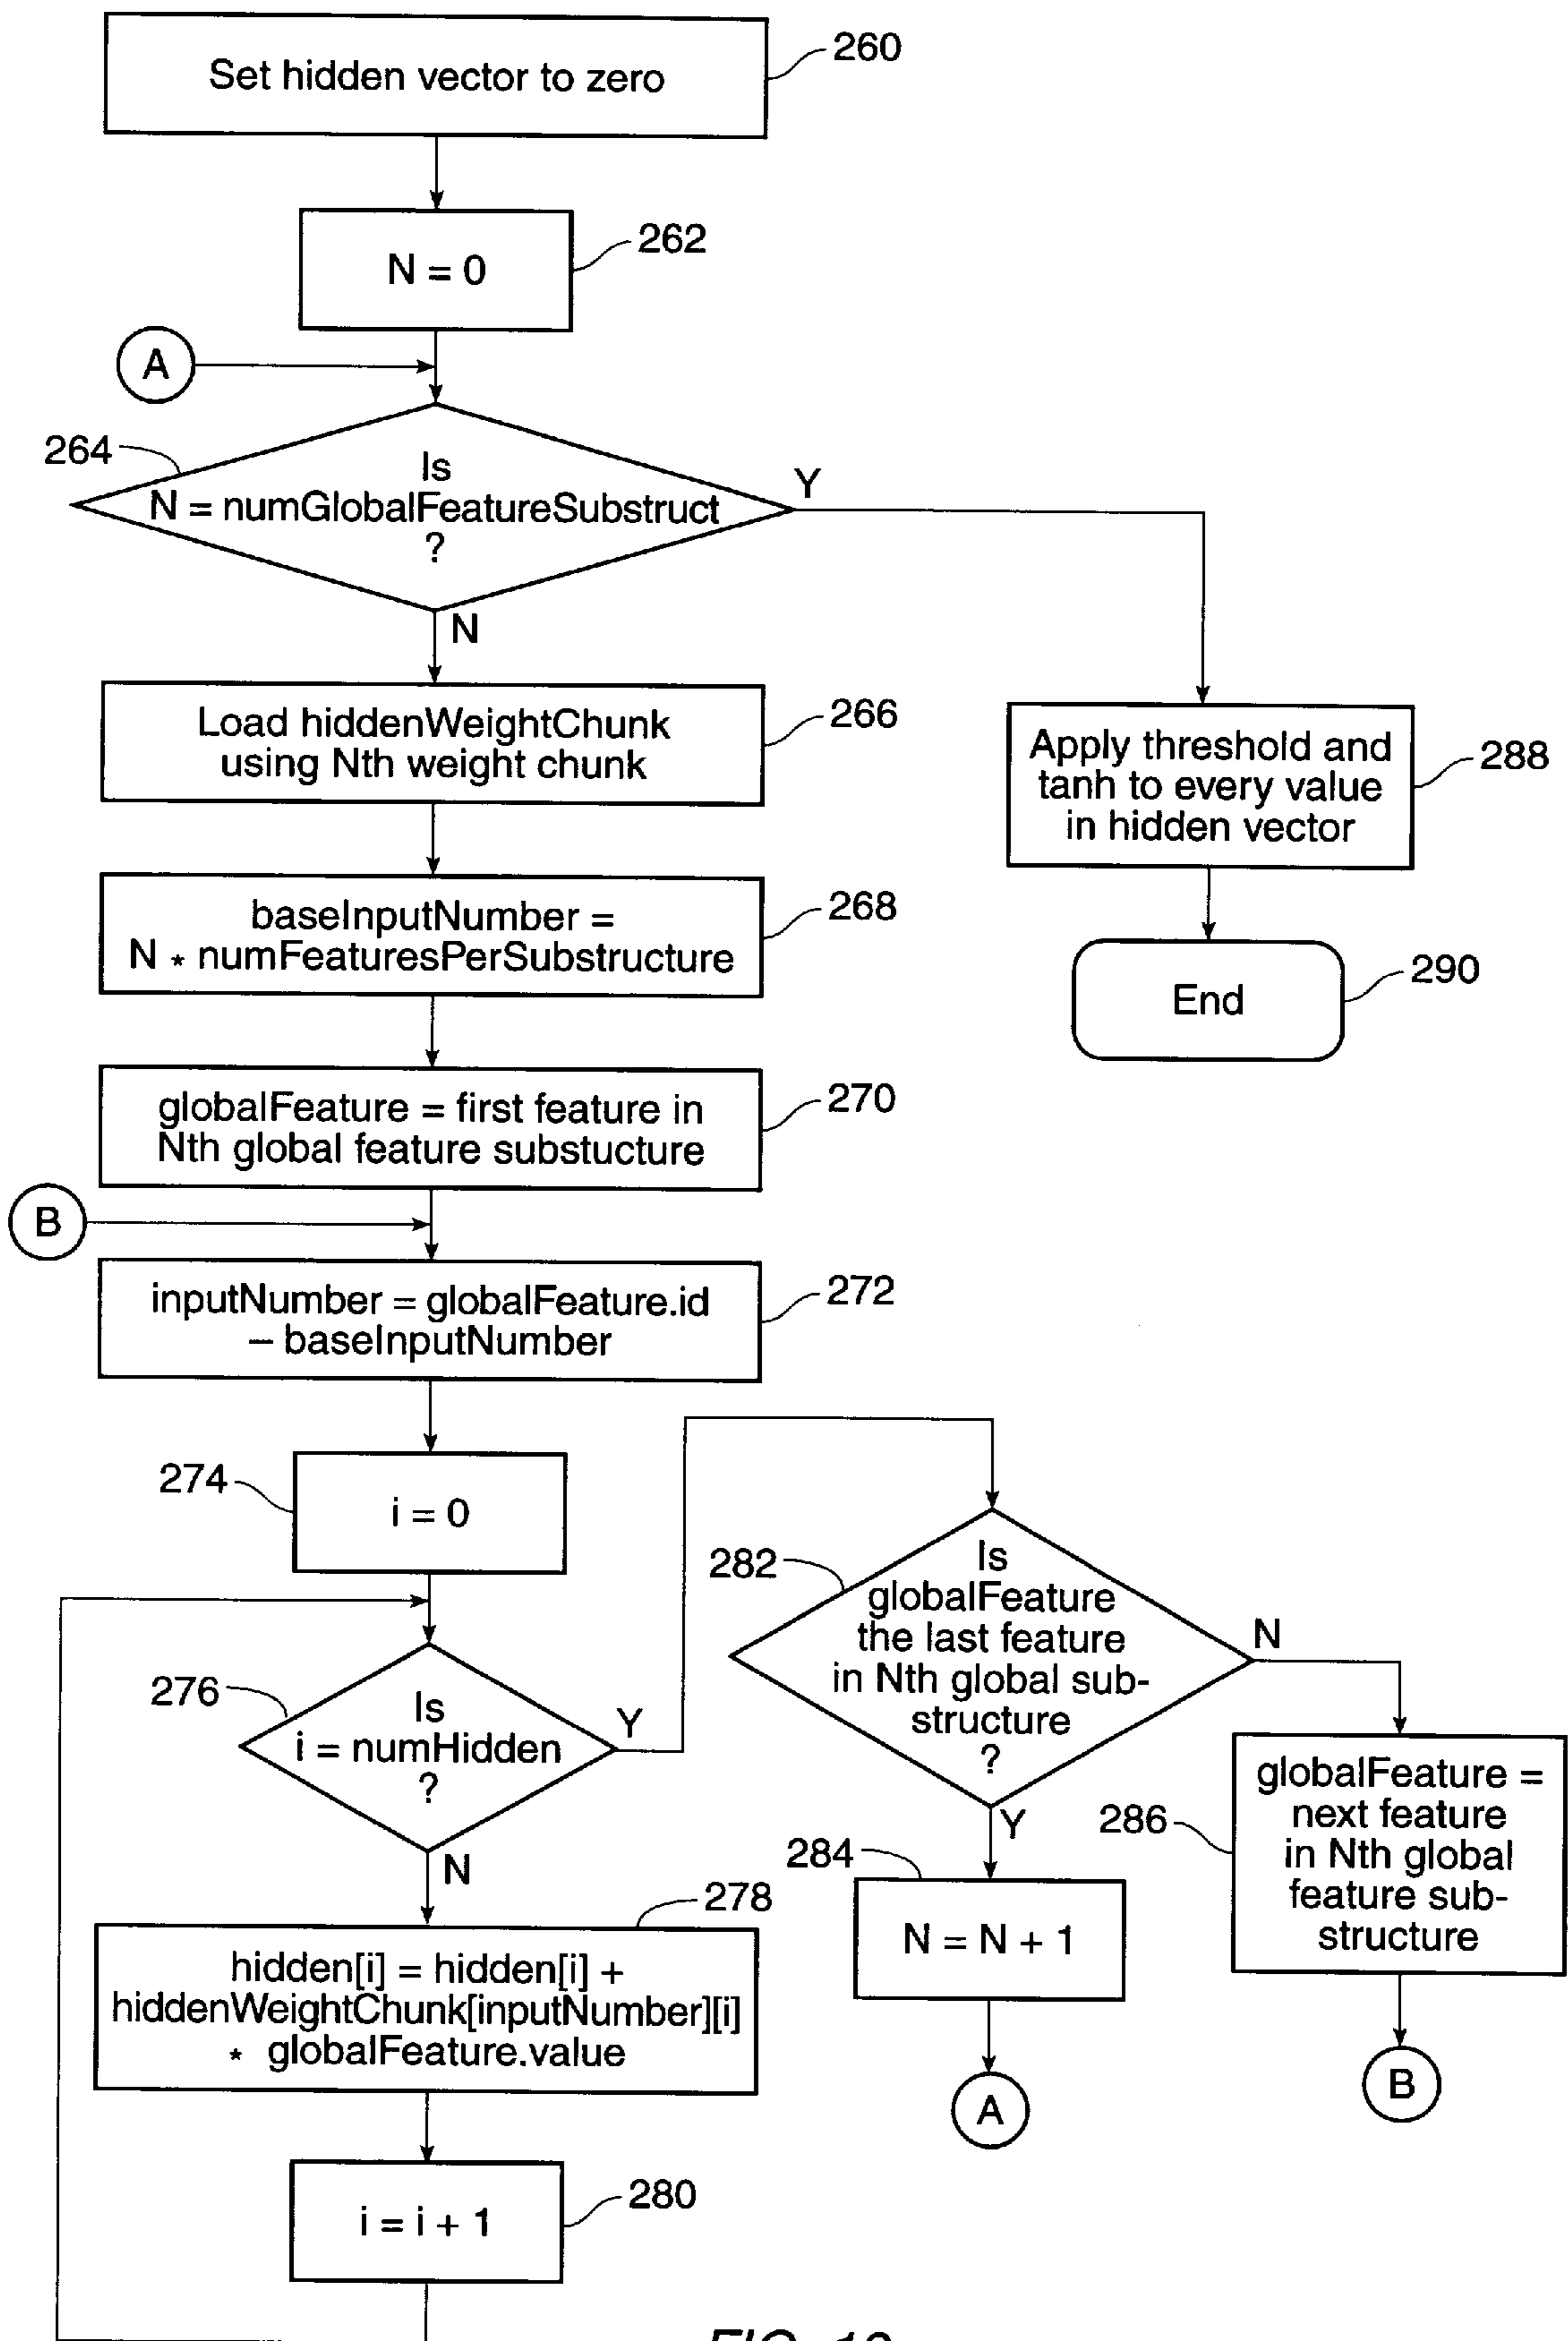 Set hidden vector to zero
260
N = 0
262
A
264
Is
N = numGlobalFeatureSubstruct
?
Y
N
Load hiddenWeightChunk
using Nth weight chunk
266
Apply threshold and
tanh to every value
in hidden vector
288
baseInputNumber =
N * numFeaturesPerSubstructure
268
End
290
globalFeature = first feature in
Nth global feature substucture
270
B
inputNumber = globalFeature.id
– baseInputNumber
272
274
i = 0
276
Is
i = numHidden
?
Y
N
282
Is
globalFeature
the last feature
in Nth global sub-
structure
?
N
Y
284
N = N + 1
A
286
globalFeature =
next feature
in Nth global
feature sub-
structure
B
278
hidden[i] = hidden[i] +
hiddenWeightChunk[inputNumber][i]
* globalFeature.value
i = i + 1
280